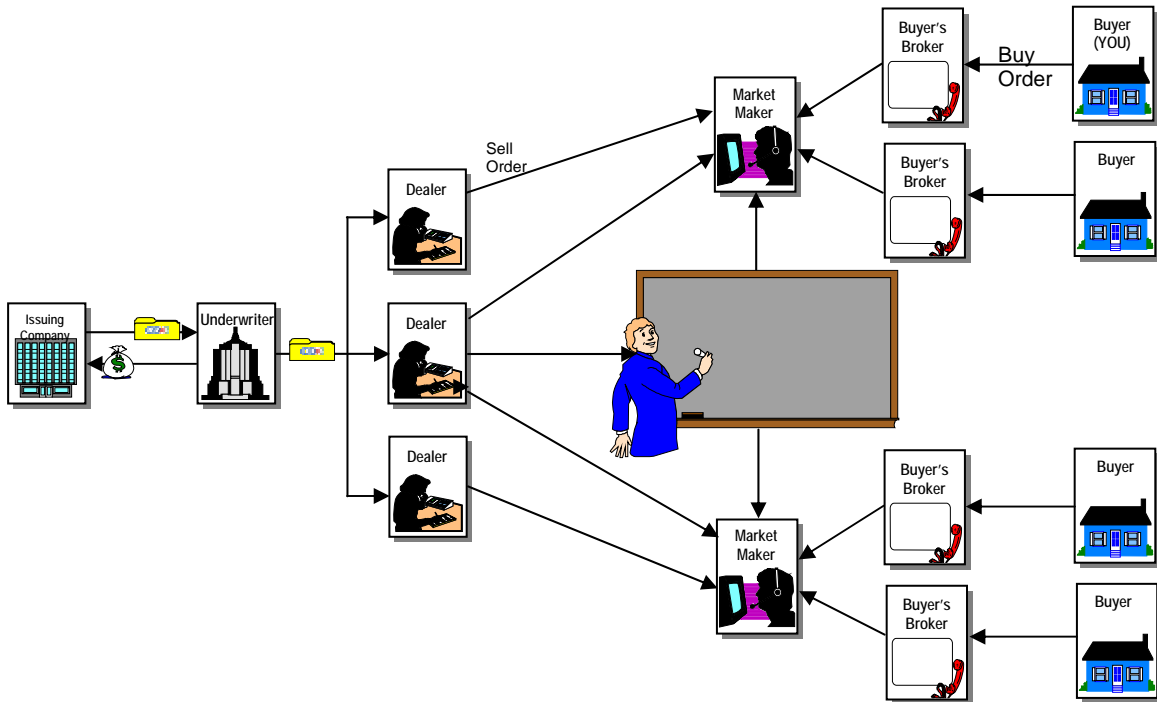 Buyer's
Broker
Buy
Order
Buyer
(YOU)
Market
Maker
Sell
Order
Buyer's
Broker
Buyer
Dealer
Issuing
Company
$
Underwriter
Dealer
Dealer
Buyer's
Broker
Buyer
Market
Maker
Buyer's
Broker
Buyer